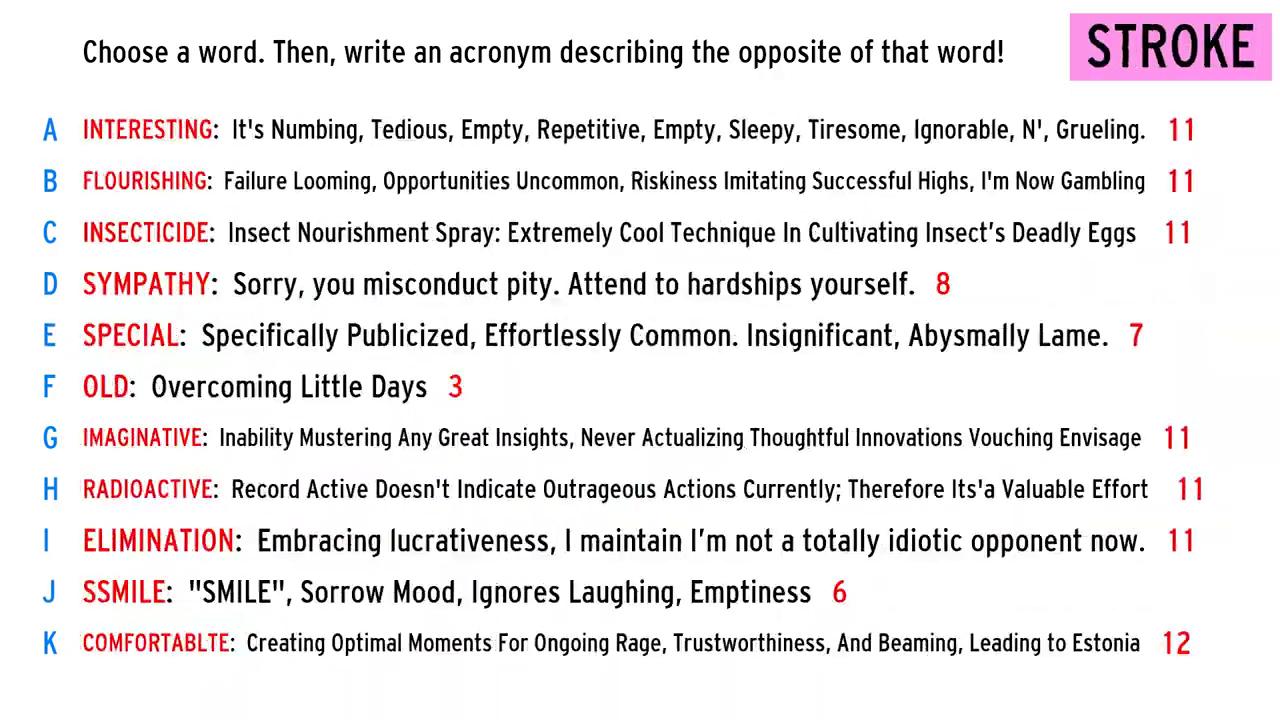 Choose a word. Then, write an acronym describing the opposite of that word!
STROKE
A INTERESTING: It's Numbing, Tedious, Empty, Repetitive, Empty, Sleepy, Tiresome, Ignorable, N', Grueling. 11
B FLOURISHING: Failure Looming, Opportunities Uncommon, Riskiness Imitating Successful Highs, I'm Now Gambling 11
C INSECTICIDE: Insect Nourishment Spray: Extremely Cool Technique In Cultivating Insect's Deadly Eggs 11
D SYMPATHY: Sorry, you misconduct pity. Attend to hardships yourself. 8
E SPECIAL: Specifically Publicized, Effortlessly Common. Insignificant, Abysmally Lame. 7
F OLD: Overcoming Little Days 3
G IMAGINATIVE: Inability Mustering Any Great Insights, Never Actualizing Thoughtful Innovations Vouching Envisage 11
H RADIOACTIVE: Record Active Doesn't Indicate Outrageous Actions Currently; Therefore Its'a Valuable Effort 11
I ELIMINATION: Embracing lucrativeness, I maintain I'm not a totally idiotic opponent now. 11
J SSMILE: "SMILE", Sorrow Mood, Ignores Laughing, Emptiness 6
K COMFORTABLTE: Creating Optimal Moments For Ongoing Rage, Trustworthiness, And Beaming, Leading to Estonia 12